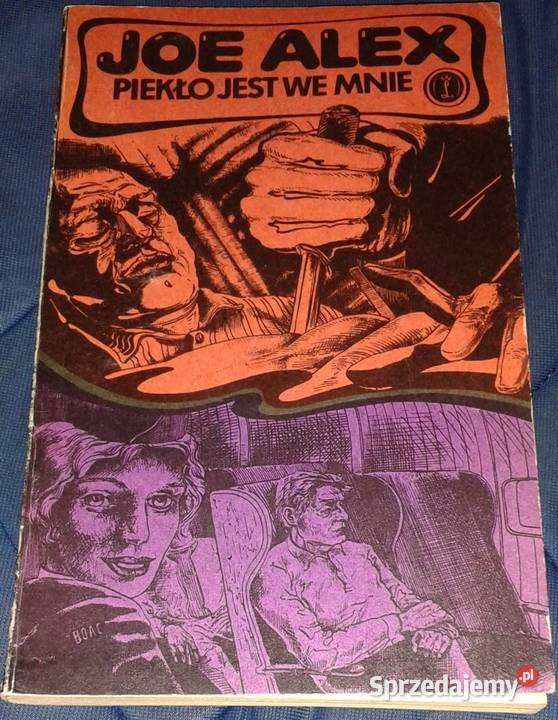 JOE ALEX
PIEKŁO JEST WE MNIE
BOAC
Sprzedajemy.pl